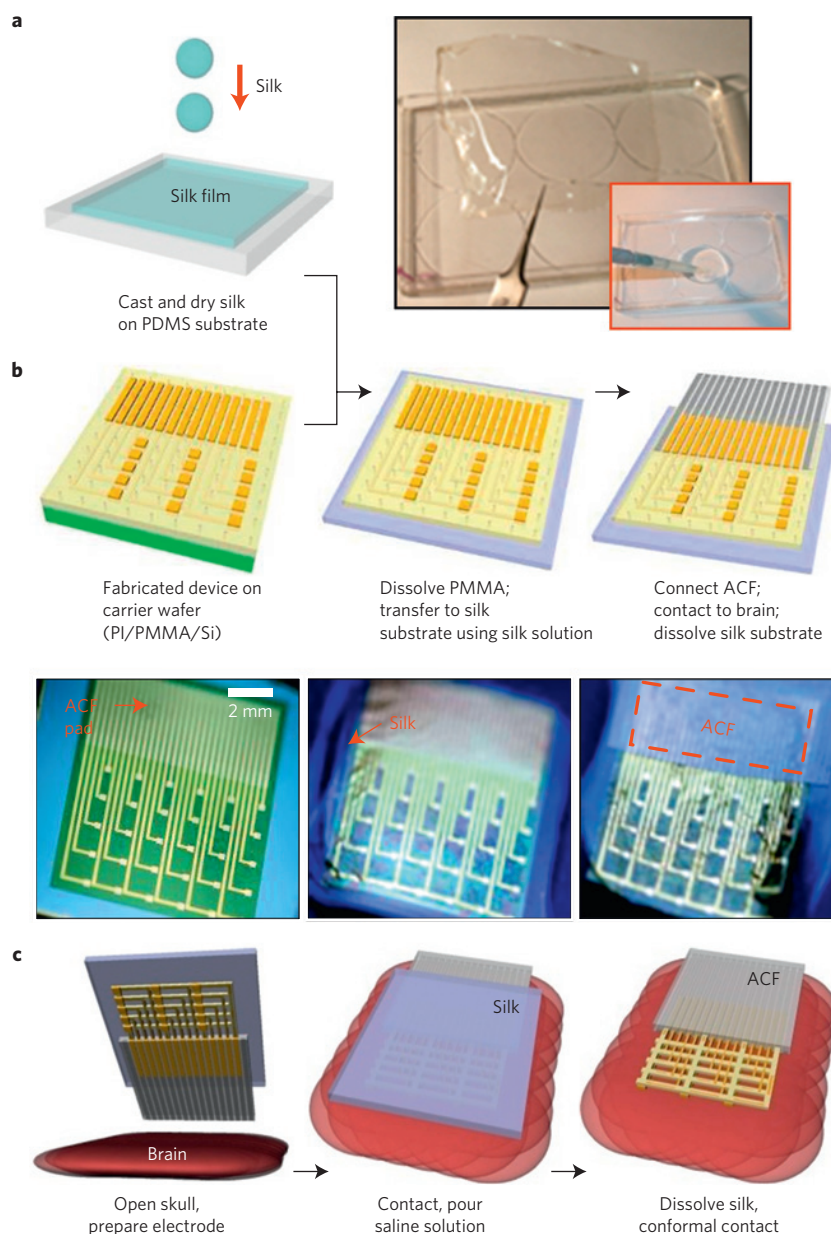 a
Silk
Silk film
Cast and dry silk
on PDMS substrate
b
Fabricated device on
carrier wafer
(PI/PMMA/Si)
Dissolve PMMA;
transfer to silk
substrate using silk solution
Connect ACF;
contact to brain;
dissolve silk substrate
ACF
pad
2 mm
Silk
ACF
c
Brain
Open skull,
prepare electrode
Silk
Contact, pour
saline solution
ACF
Dissolve silk,
conformal contact